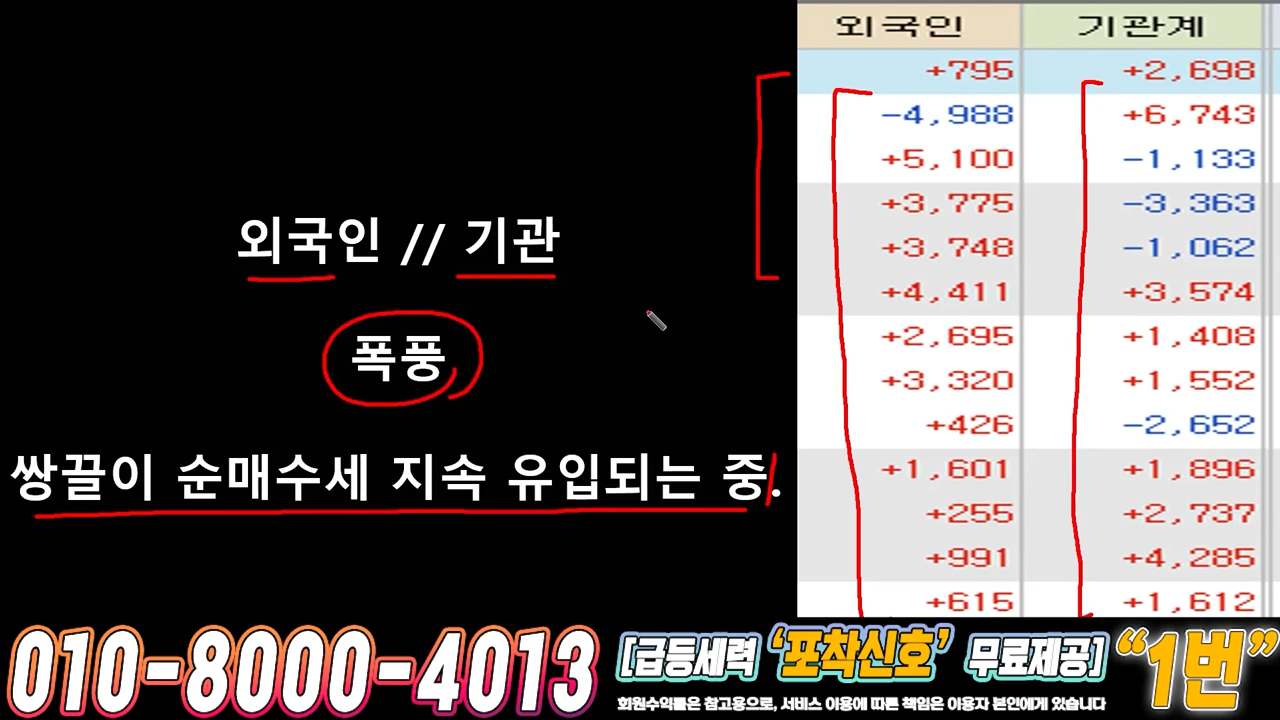 외국인 // 기관
폭풍
쌍끌이 순매수세 지속 유입되는 중.
외국인 기관계
+795 +2,698
-4,988 +6,743
+5,100 -1,133
+3,775 -3,363
+3,748 -1,062
+4,411 +3,574
+2,695 +1,408
+3,320 +1,552
+426 -2,652
+1,601 +1,896
+255 +2,737
+991 +4,285
+615 +1,612
010-8000-4013
[급등세력 '포착신호' 무료제공] "1번"
회원수익률은 참고용으로, 서비스 이용에 따른 책임은 이용자 본인에게 있습니다